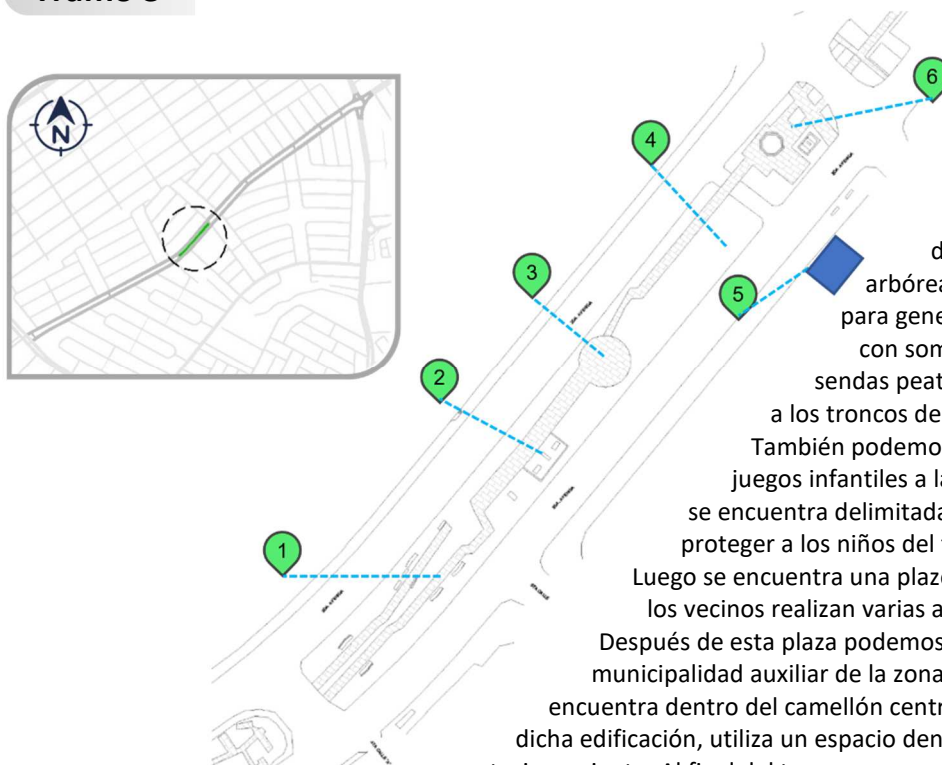 N
6
4
3
5
2
1
d
arbórea
para gene
con som
sendas peat
a los troncos de
También podemo
juegos infantiles a la
se encuentra delimitada
proteger a los niños del
Luego se encuentra una plaz
los vecinos realizan varias a
Después de esta plaza podemos
municipalidad auxiliar de la zona
encuentra dentro del camellón centr
dicha edificación, utiliza un espacio den